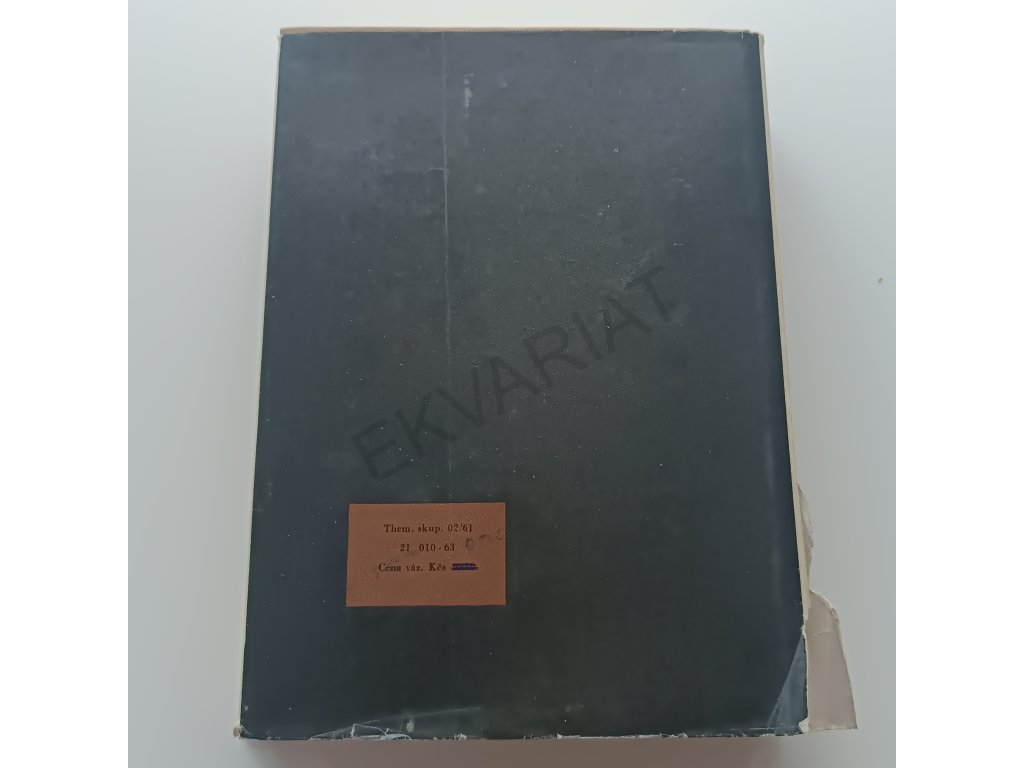 EKVARIAT
Them. skup. 02/61
21 010 - 63
Cena váz. Kčs